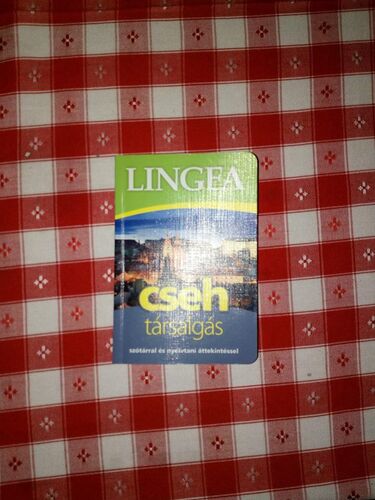 LINGEA
cseh
társalgás
szótárral és nyelvtani áttekintéssel